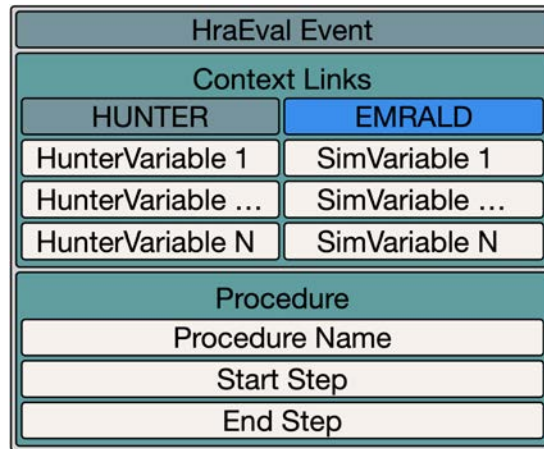 HraEval Event
Context Links
HUNTER EMRALD
HunterVariable 1 SimVariable 1
HunterVariable … SimVariable …
HunterVariable N SimVariable N
Procedure
Procedure Name
Start Step
End Step